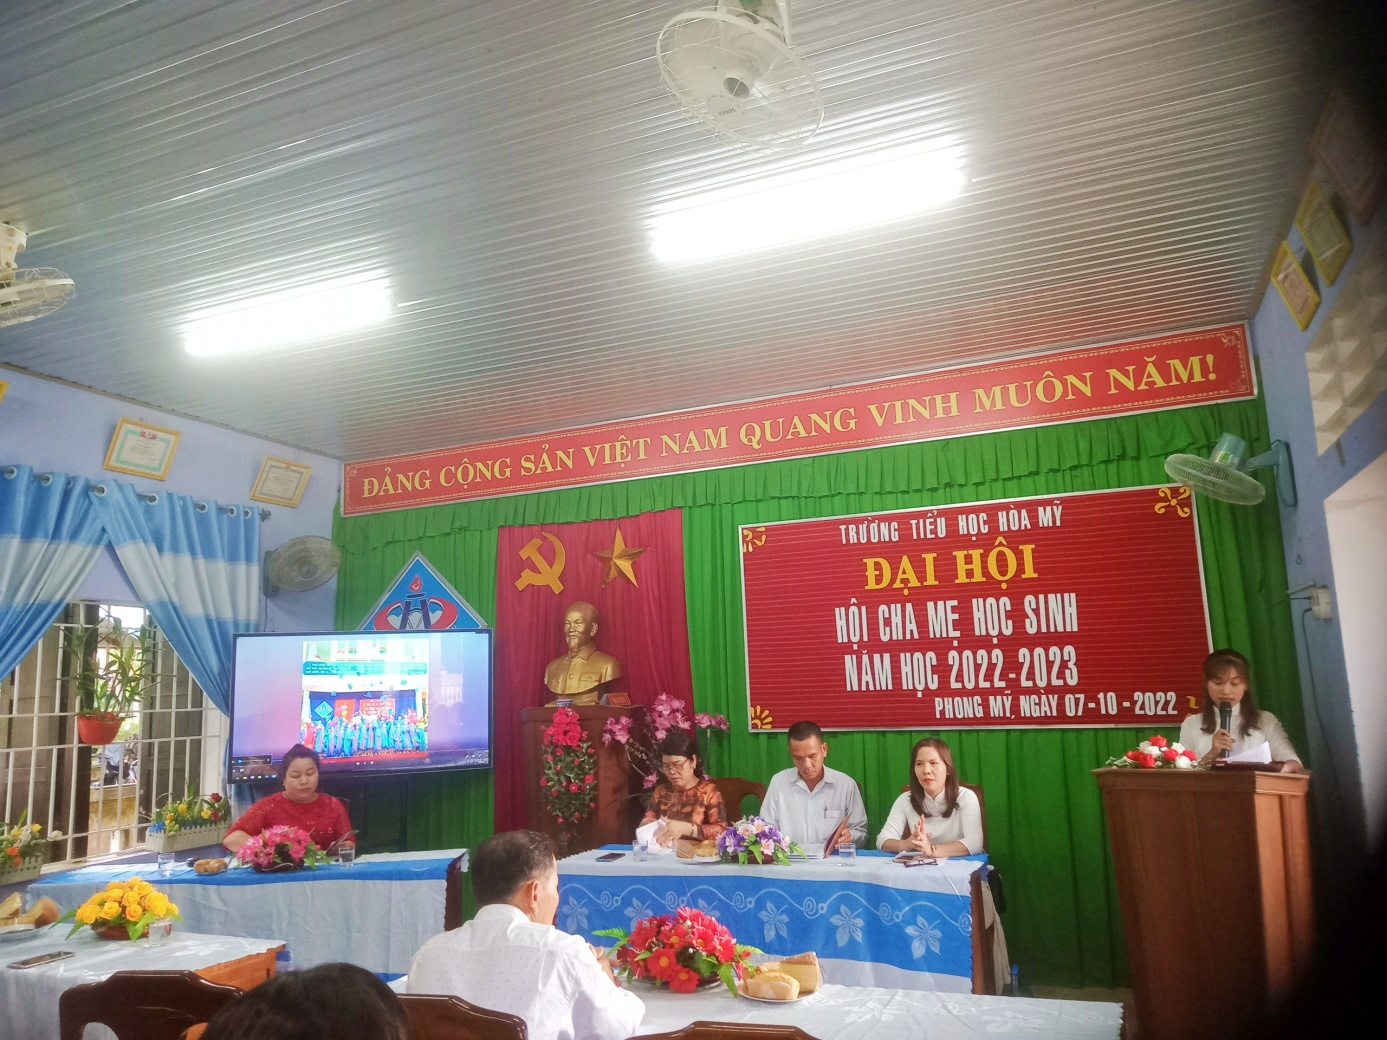 ĐẢNG CỘNG SẢN VIỆT NAM QUANG VINH MUÔN NĂM!
TRƯỜNG TIỂU HỌC HÒA MỸ
ĐẠI HỘI
HỘI CHA MẸ HỌC SINH
NĂM HỌC 2022-2023
PHONG MỸ, NGÀY 07-10-2022